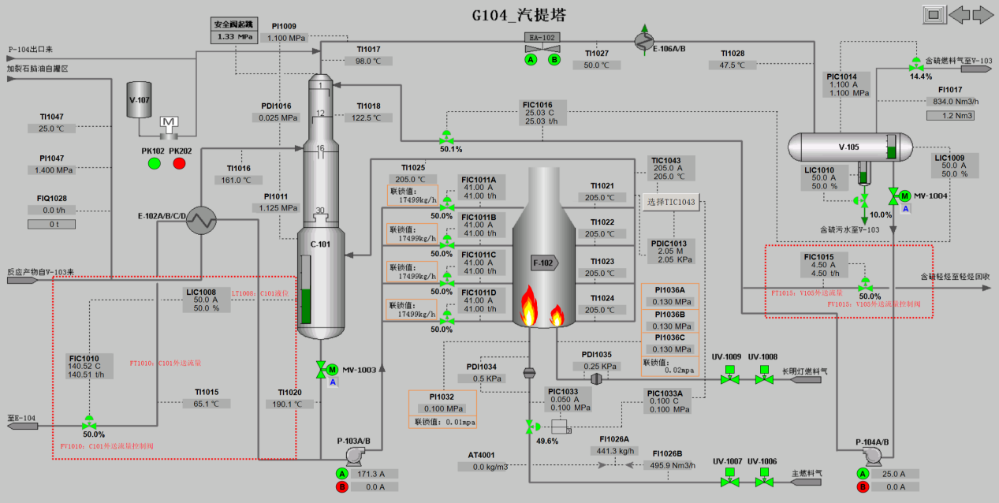 G104_汽提塔
安全阀起跳
1.33 MPa
PI1009
1.100 MPa
P-104出口来
加裂石脑油自罐区
V-107
M
PK102 PK202
TI1047
25.0 ℃
PI1047
1.400 MPa
FIQ1028
0.0 t/h
0 t
反应产物自V-103来
E-102A/B/C/D
TI1016
161.0 ℃
TI1017
98.0 ℃
TI1018
122.5 ℃
PDI1016
0.025 MPa
PI1011
1.125 MPa
1
12
16
30
C-101
EA-102
A B
TI1027
50.0 ℃
E-106A/B
TI1028
47.5 ℃
FIC1016
25.03 C
25.03 t/h
50.1%
PIC1014
1.100 A
1.100 MPa
14.4%
含硫燃料气至V-103
FI1017
834.0 Nm3/h
1.2 Nm3
V-105
LIC1010
50.0 A
50.0 %
LIC1009
50.0 A
50.0 %
MV-1004
M
A
10.0%
含硫污水至V-103
TI1025
205.0 ℃
联锁值:
17499kg/h
FIC1011A
41.00 A
41.00 t/h
50.0%
联锁值:
17499kg/h
FIC1011B
41.00 A
41.00 t/h
50.0%
联锁值:
17499kg/h
FIC1011C
41.00 A
41.00 t/h
50.0%
联锁值:
17499kg/h
FIC1011D
41.00 A
41.00 t/h
50.0%
F-102
TI1021
205.0 ℃
TI1022
205.0 ℃
TI1023
205.0 ℃
TI1024
205.0 ℃
TIC1043
205.0 A
205.0 ℃
选择TIC1043
PDIC1013
2.05 M
2.05 KPa
FIC1015
4.50 A
4.50 t/h
50.0%
FT1015: V105外送流量
FV1015: V105外送流量控制阀
含硫轻烃至轻烃回收
LIC1008
50.0 A
50.0 %
LT1008: C101液位
FIC1010
140.52 C
140.51 t/h
FT1010: C101外送流量
TI1015
65.1 ℃
TI1020
190.1 ℃
至E-104
50.0%
FV1010: C101外送流量控制阀
M
A
MV-1003
P-103A/B
A 171.3 A
B 0.0 A
PI1036A
0.130 MPa
PI1036B
0.130 MPa
PI1036C
0.130 MPa
联锁值:
0.02mpa
PDI1034
0.5 KPa
PDI1035
0.25 KPa
PI1032
0.100 MPa
联锁值: 0.01mpa
PIC1033
0.050 A
0.100 MPa
49.6%
PIC1033A
0.100 C
0.100 MPa
UV-1009 UV-1008
长明灯燃料气
AT4001
0.0 kg/m3
FI1026A
441.3 kg/h
FI1026B
495.9 Nm3/h
UV-1007 UV-1006
主燃料气
P-104A/B
A 25.0 A
B 0.0 A